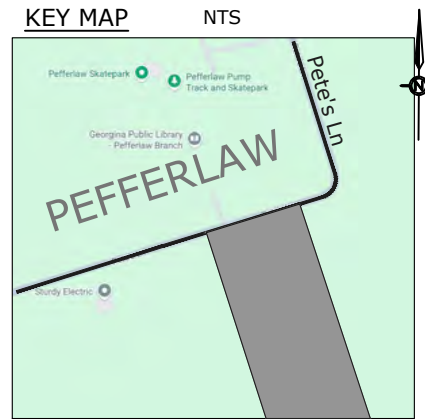 KEY MAP NTS
N
Pefferlaw Skatepark
Pefferlaw Pump
Track and Skatepark
Pete's Ln
Georgina Public Library
- Pefferlaw Branch
PEFFERLAW
Sturdy Electric